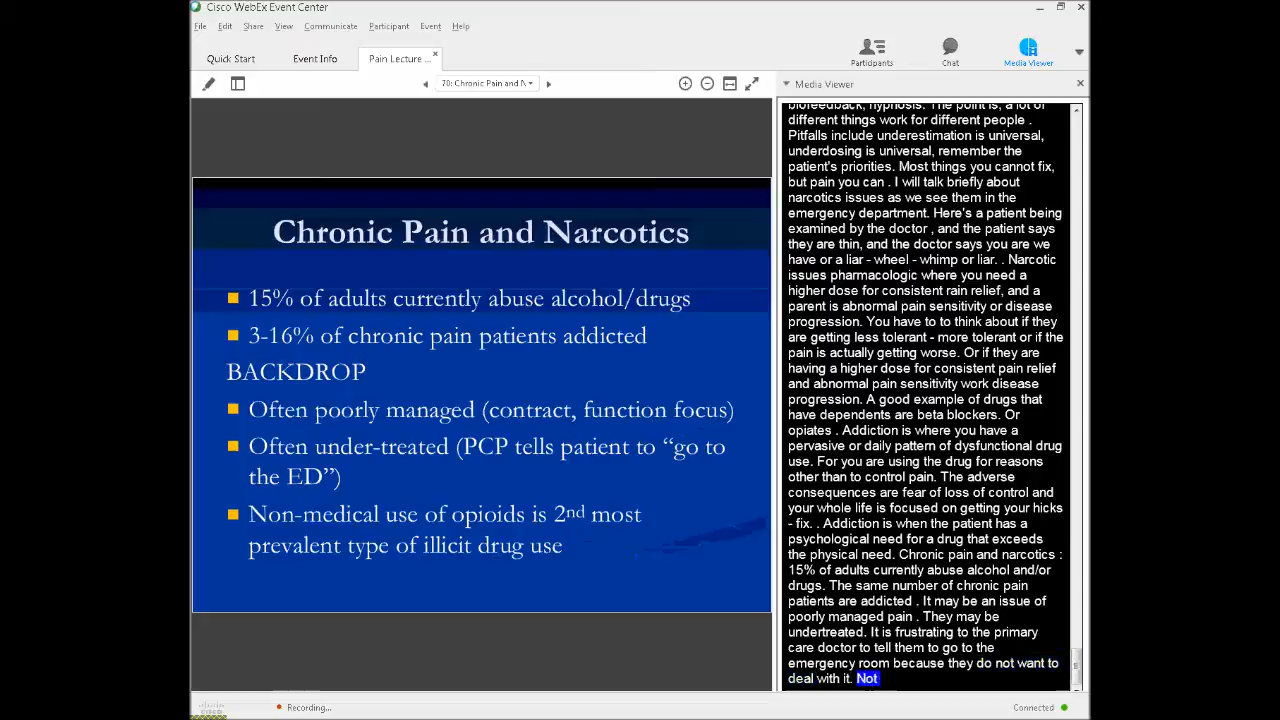 Cisco WebEx Event Center
File Edit Share View Communicate Participant Event Help
Quick Start Event Info Pain Lecture ...
Participants Chat Media Viewer
70: Chronic Pain and N
Media Viewer
Chronic Pain and Narcotics
15% of adults currently abuse alcohol/drugs
3-16% of chronic pain patients addicted
BACKDROP
Often poorly managed (contract, function focus)
Often under-treated (PCP tells patient to “go to
the ED”)
Non-medical use of opioids is 2nd most
prevalent type of illicit drug use
biofeedback, hypnosis. The point is, a lot of
different things work for different people .
Pitfalls include underestimation is universal,
underdosing is universal, remember the
patient's priorities. Most things you cannot fix,
but pain you can . I will talk briefly about
narcotics issues as we see them in the
emergency department. Here's a patient being
examined by the doctor , and the patient says
they are thin, and the doctor says you are we
have or a liar - wheel - whimp or liar. . Narcotic
issues pharmacologic where you need a
higher dose for consistent rain relief, and a
parent is abnormal pain sensitivity or disease
progression. You have to to think about if they
are getting less tolerant - more tolerant or if the
pain is actually getting worse. Or if they are
having a higher dose for consistent pain relief
and abnormal pain sensitivity work disease
progression. A good example of drugs that
have dependents are beta blockers. Or
opiates . Addiction is where you have a
pervasive or daily pattern of dysfunctional drug
use. For you are using the drug for reasons
other than to control pain. The adverse
consequences are fear of loss of control and
your whole life is focused on getting your hicks
- fix. . Addiction is when the patient has a
psychological need for a drug that exceeds
the physical need. Chronic pain and narcotics :
15% of adults currently abuse alcohol and/or
drugs. The same number of chronic pain
patients are addicted . It may be an issue of
poorly managed pain . They may be
undertreated. It is frustrating to the primary
care doctor to tell them to go to the
emergency room because they do not want to
deal with it. Not
Recording...
Connected